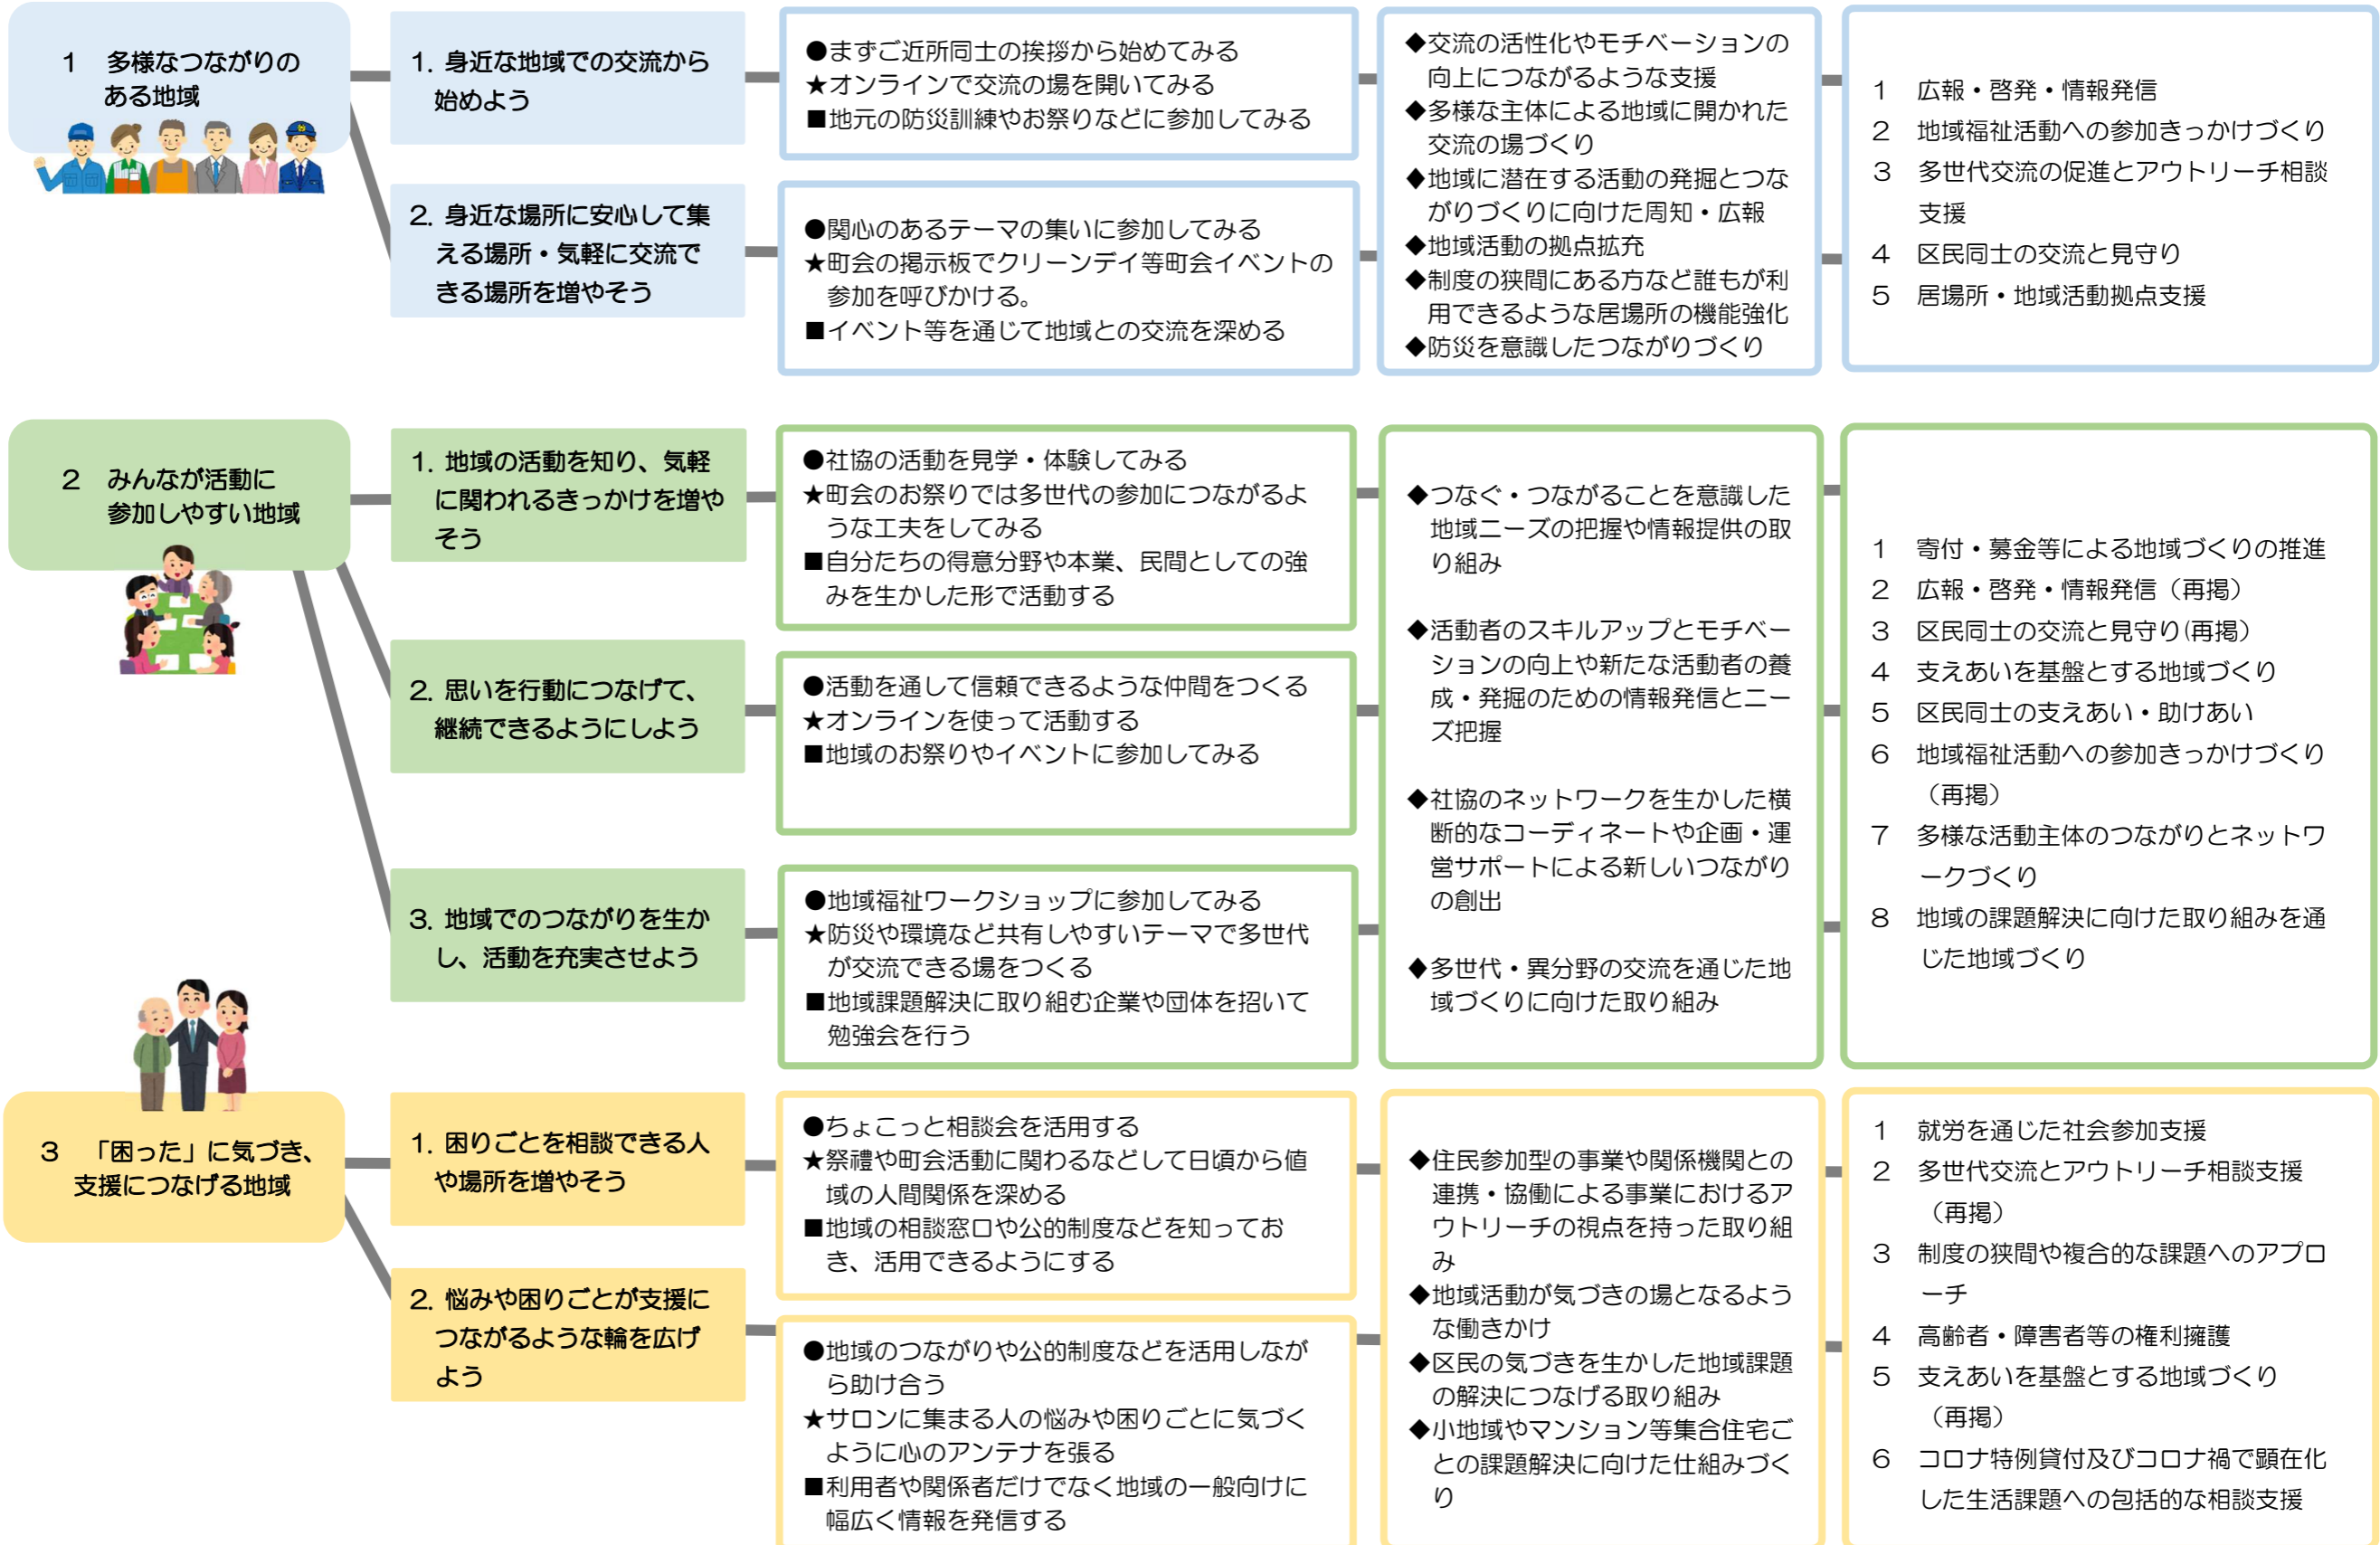 1　多様なつながりの
ある地域
1. 身近な地域での交流から
始めよう
●まずご近所同士の挨拶から始めてみる
★オンラインで交流の場を開いてみる
■地元の防災訓練やお祭りなどに参加してみる
2. 身近な場所に安心して集
える場所・気軽に交流で
きる場所を増やそう
●関心のあるテーマの集いに参加してみる
★町会の掲示板でクリーンデイ等町会イベントの
参加を呼びかける。
■イベント等を通じて地域との交流を深める
◆交流の活性化やモチベーションの
向上につながるような支援
◆多様な主体による地域に開かれた
交流の場づくり
◆地域に潜在する活動の発掘とつな
がりづくりに向けた周知・広報
◆地域活動の拠点拡充
◆制度の狭間にある方など誰もが利
用できるような居場所の機能強化
◆防災を意識したつながりづくり
1　広報・啓発・情報発信
2　地域福祉活動への参加きっかけづくり
3　多世代交流の促進とアウトリーチ相談
支援
4　区民同士の交流と見守り
5　居場所・地域活動拠点支援
2　みんなが活動に
参加しやすい地域
1. 地域の活動を知り、気軽
に関われるきっかけを増や
そう
●社協の活動を見学・体験してみる
★町会のお祭りでは多世代の参加につながるよ
うな工夫をしてみる
■自分たちの得意分野や本業、民間としての強
みを生かした形で活動する
2. 思いを行動につなげて、
継続できるようにしよう
●活動を通して信頼できるような仲間をつくる
★オンラインを使って活動する
■地域のお祭りやイベントに参加してみる
3. 地域でのつながりを生か
し、活動を充実させよう
●地域福祉ワークショップに参加してみる
★防災や環境など共有しやすいテーマで多世代
が交流できる場をつくる
■地域課題解決に取り組む企業や団体を招いて
勉強会を行う
◆つなぐ・つながることを意識した
地域ニーズの把握や情報提供の取
り組み
◆活動者のスキルアップとモチベー
ションの向上や新たな活動者の養
成・発掘のための情報発信とニー
ズ把握
◆社協のネットワークを生かした横
断的なコーディネートや企画・運
営サポートによる新しいつながり
の創出
◆多世代・異分野の交流を通じた地
域づくりに向けた取り組み
1　寄付・募金等による地域づくりの推進
2　広報・啓発・情報発信（再掲）
3　区民同士の交流と見守り(再掲）
4　支えあいを基盤とする地域づくり
5　区民同士の支えあい・助けあい
6　地域福祉活動への参加きっかけづくり
（再掲）
7　多様な活動主体のつながりとネットワ
ークづくり
8　地域の課題解決に向けた取り組みを通
じた地域づくり
3　「困った」に気づき、
支援につなげる地域
1. 困りごとを相談できる人
や場所を増やそう
●ちょこっと相談会を活用する
★祭禮や町会活動に関わるなどして日頃から値
域の人間関係を深める
■地域の相談窓口や公的制度などを知ってお
き、活用できるようにする
2. 悩みや困りごとが支援に
つながるような輪を広げ
よう
●地域のつながりや公的制度などを活用しなが
ら助け合う
★サロンに集まる人の悩みや困りごとに気づく
ように心のアンテナを張る
■利用者や関係者だけでなく地域の一般向けに
幅広く情報を発信する
◆住民参加型の事業や関係機関との
連携・協働による事業におけるア
ウトリーチの視点を持った取り組
み
◆地域活動が気づきの場となるよう
な働きかけ
◆区民の気づきを生かした地域課題
の解決につなげる取り組み
◆小地域やマンション等集合住宅ご
との課題解決に向けた仕組みづく
り
1　就労を通じた社会参加支援
2　多世代交流とアウトリーチ相談支援
（再掲）
3　制度の狭間や複合的な課題へのアプロ
ーチ
4　高齢者・障害者等の権利擁護
5　支えあいを基盤とする地域づくり
（再掲）
6　コロナ特例貸付及びコロナ禍で顕在化
した生活課題への包括的な相談支援